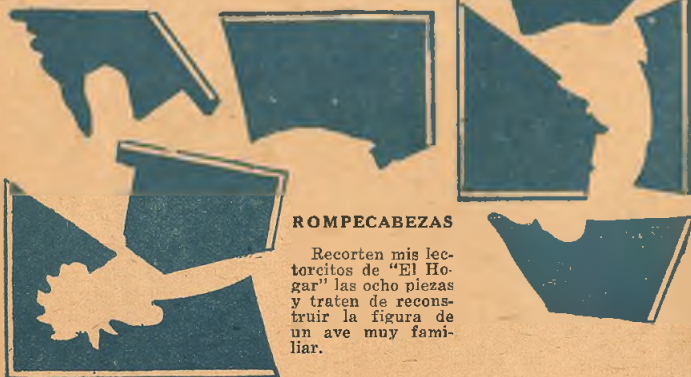 ROMPECABEZAS
Recorten mis lec-
torcitos de "El Ho-
gar" las ocho piezas
y traten de recons-
truir la figura de
un ave muy fami-
liar.